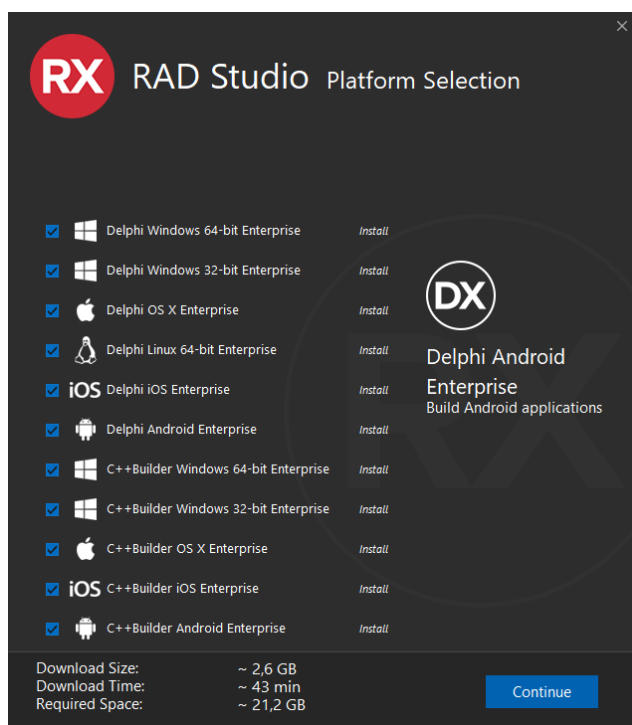 RX RAD Studio Platform Selection
Delphi Windows 64-bit Enterprise Install
Delphi Windows 32-bit Enterprise Install
Delphi OS X Enterprise Install
Delphi Linux 64-bit Enterprise Install
iOS Delphi iOS Enterprise Install
Delphi Android Enterprise Install
C++Builder Windows 64-bit Enterprise Install
C++Builder Windows 32-bit Enterprise Install
C++Builder OS X Enterprise Install
iOS C++Builder iOS Enterprise Install
C++Builder Android Enterprise Install
DX
Delphi Android
Enterprise
Build Android applications
RX
Download Size: ~ 2,6 GB
Download Time: ~ 43 min
Required Space: ~ 21,2 GB
Continue